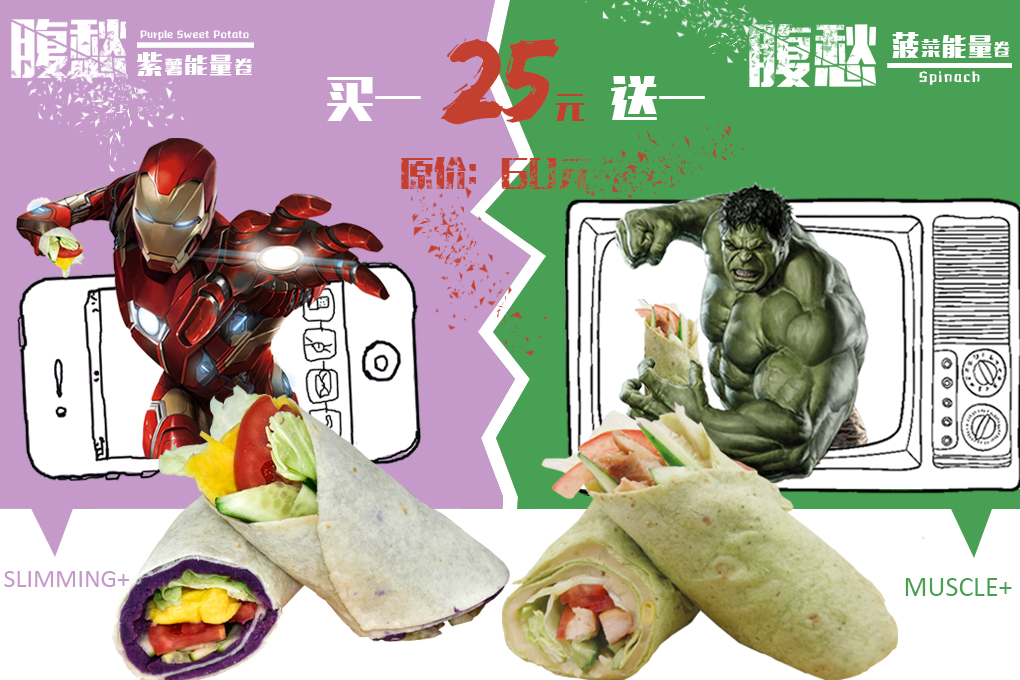 腹愁
Purple Sweet Potato
紫薯能量卷
买一
25元
送一
原价：60元
腹愁
菠菜能量卷
Spinach
SLIMMING+
MUSCLE+